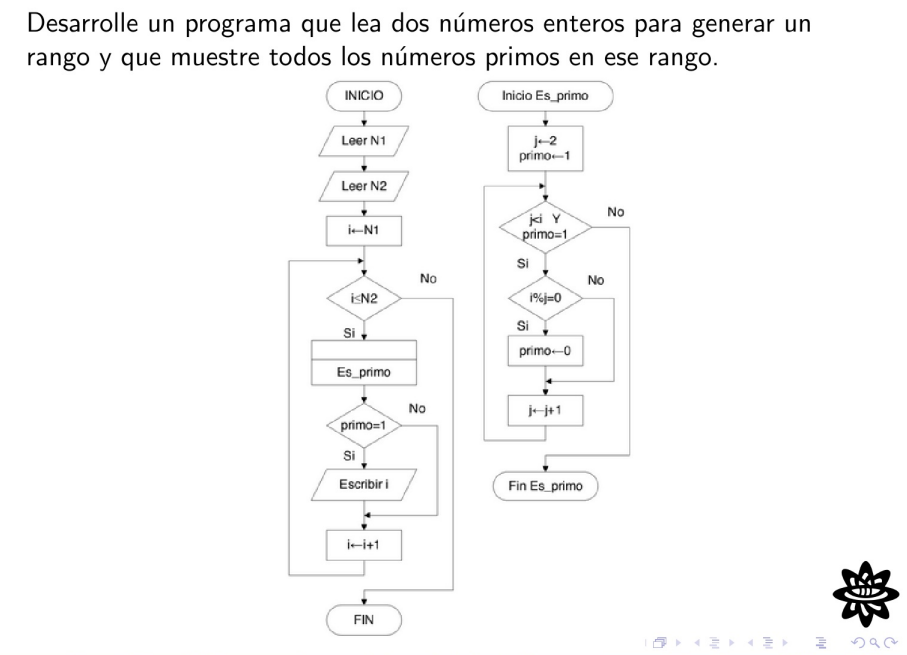 Desarrolle un programa que lea dos números enteros para generar un
rango y que muestre todos los números primos en ese rango.
INICIO
Leer N1
Leer N2
i←N1
i≤N2
No
Si
Es_primo
primo=1
No
Si
Escribir i
i←i+1
FIN
Inicio Es_primo
j←2
primo←1
j<i Y
primo=1
No
Si
i%j=0
No
Si
primo←0
j←j+1
Fin Es_primo